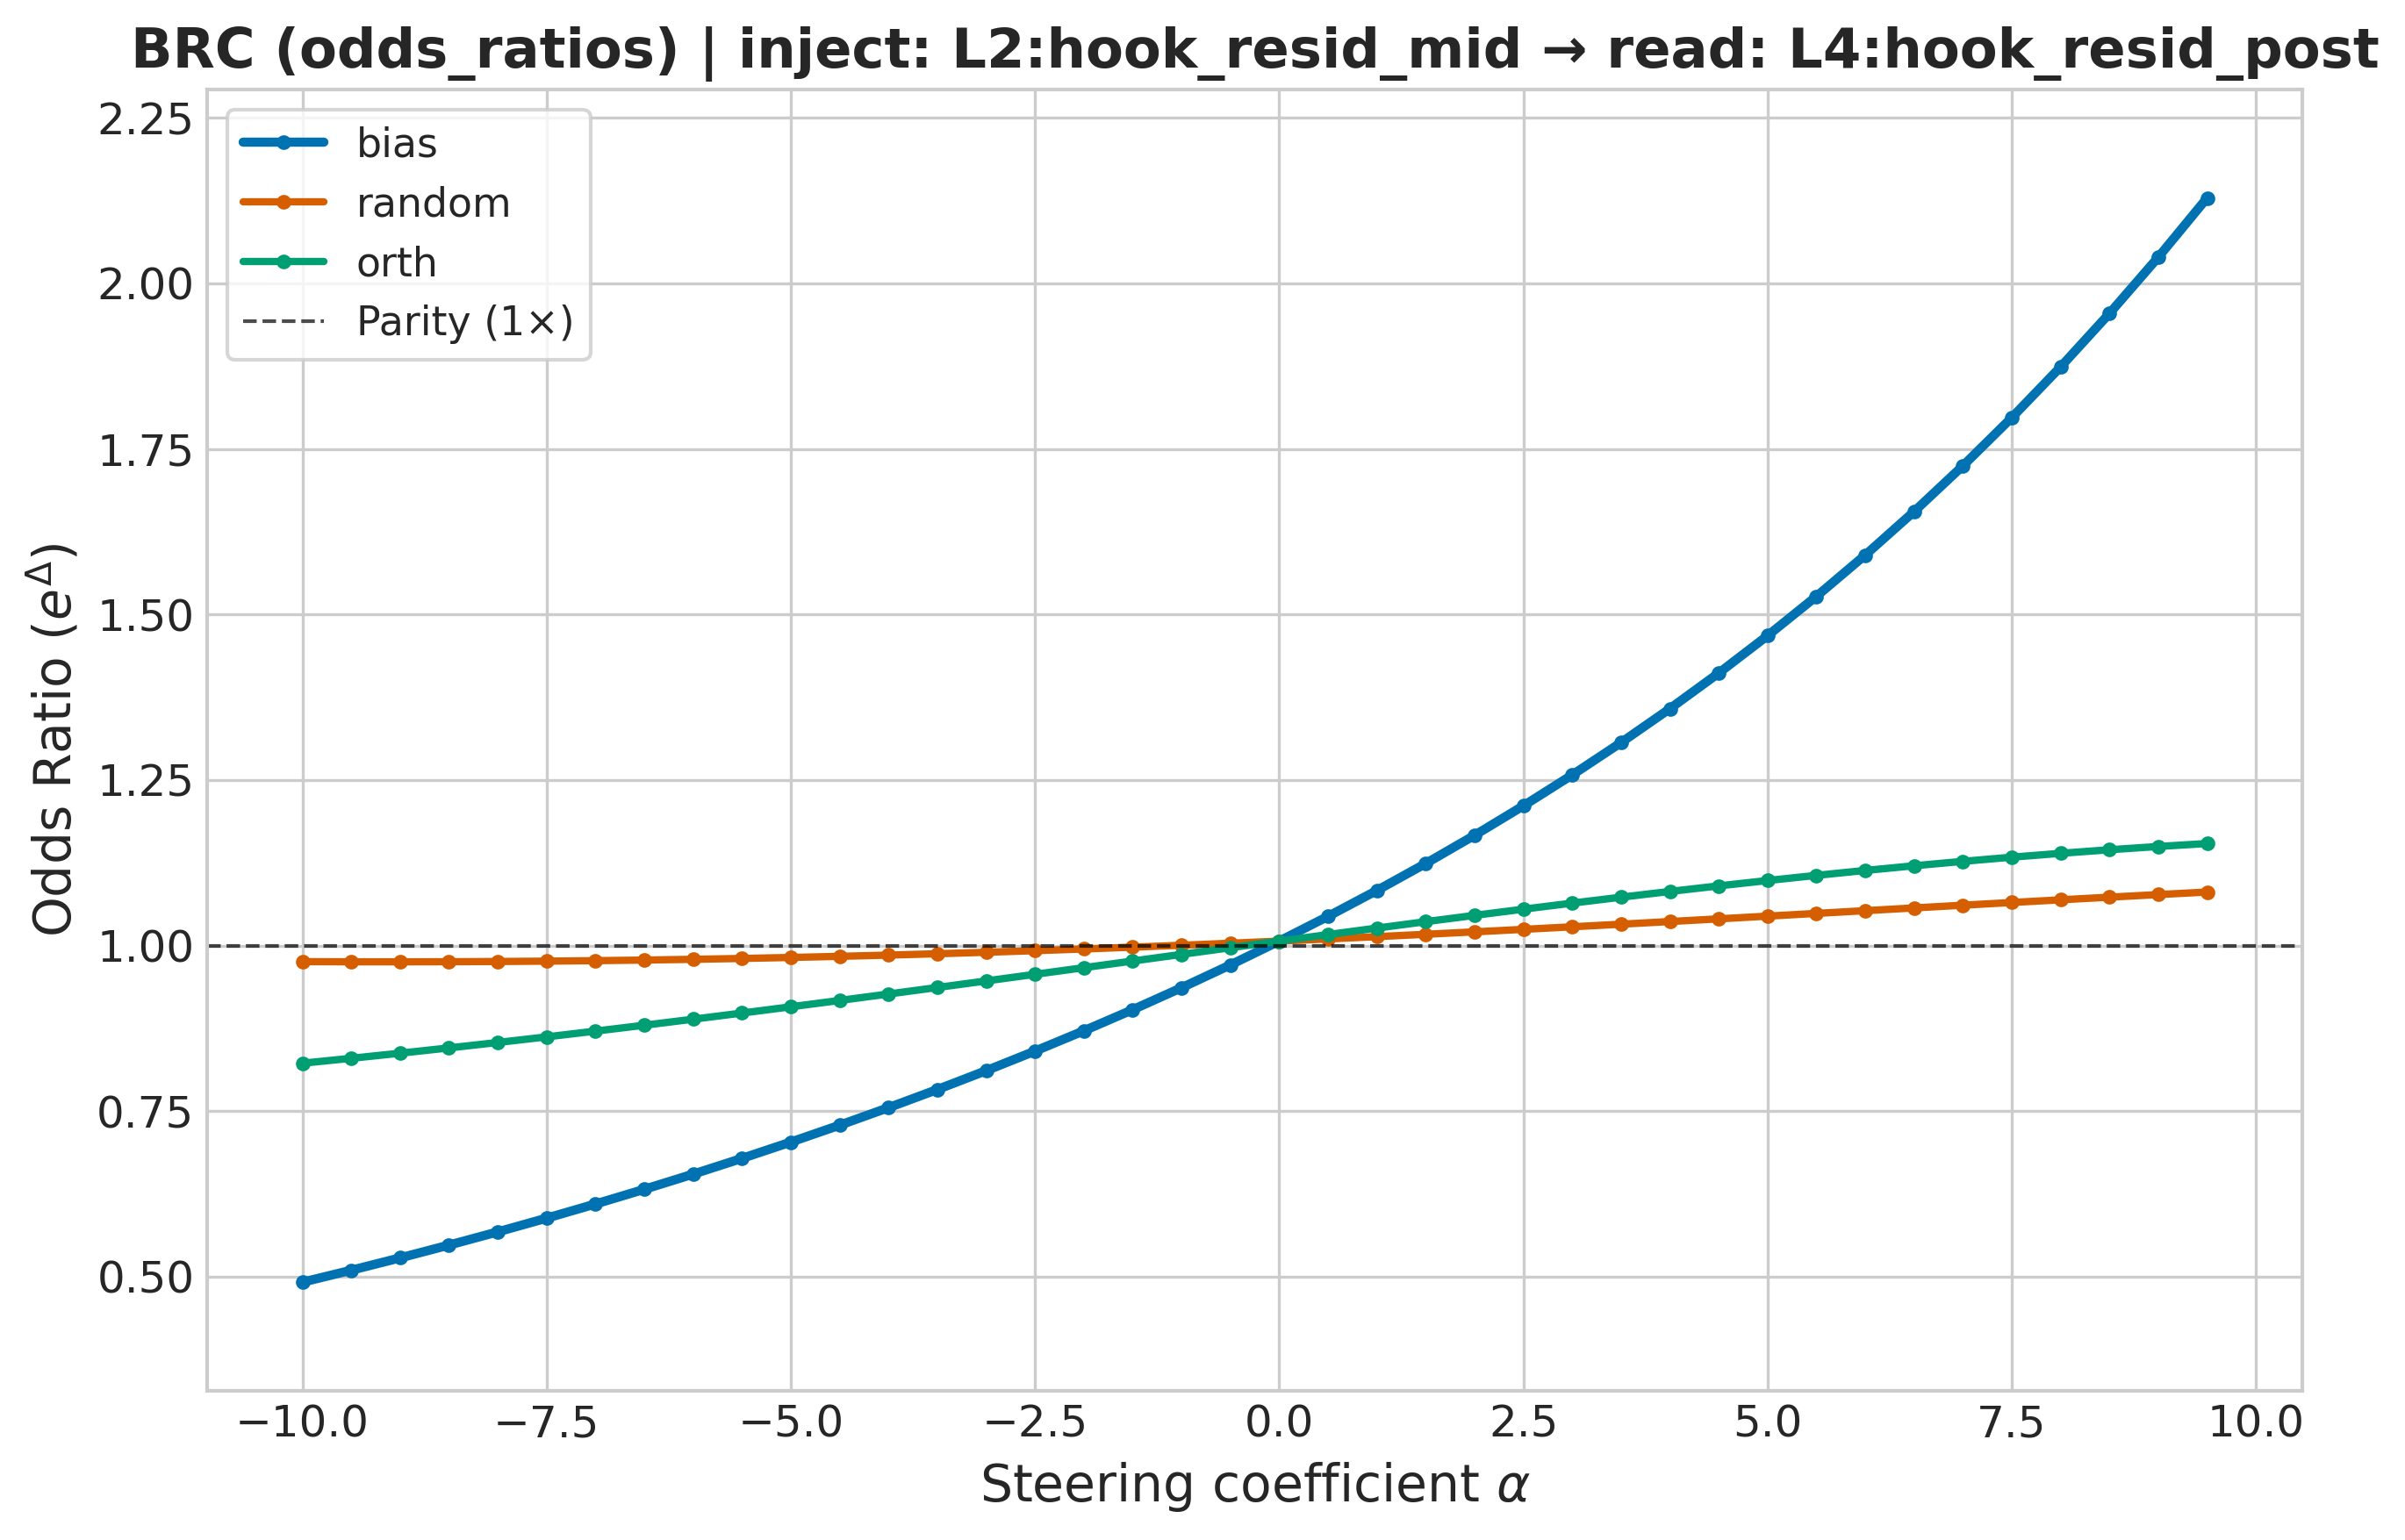 BRC (odds_ratios) | inject: L2:hook_resid_mid → read: L4:hook_resid_post
bias
random
orth
Parity (1×)
Odds Ratio (e^Δ)
2.25
2.00
1.75
1.50
1.25
1.00
0.75
0.50
−10.0 −7.5 −5.0 −2.5 0.0 2.5 5.0 7.5 10.0
Steering coefficient α